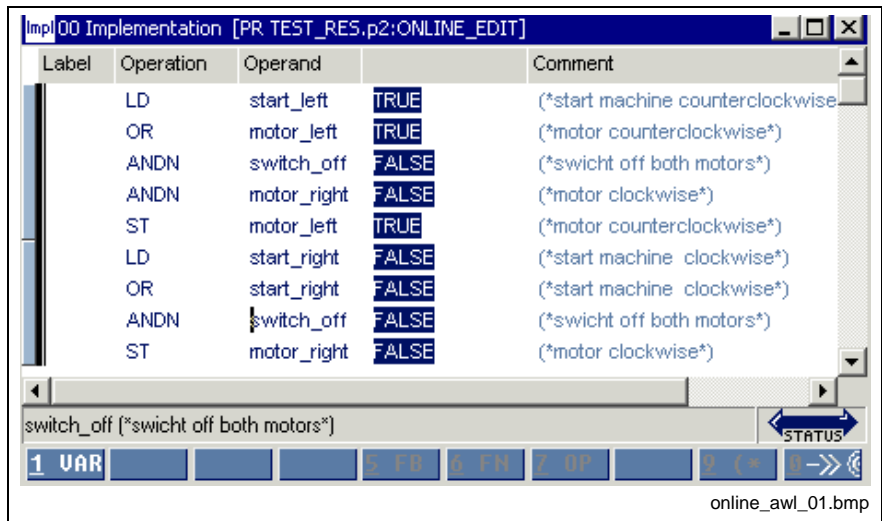 Impl 00 Implementation [PR TEST_RES.p2:ONLINE_EDIT]
Label Operation Operand Comment
LD start_left TRUE (*start machine counterclockwise
OR motor_left TRUE (*motor counterclockwise*)
ANDN switch_off FALSE (*swicht off both motors*)
ANDN motor_right FALSE (*motor clockwise*)
ST motor_left TRUE (*motor counterclockwise*)
LD start_right FALSE (*start machine clockwise*)
OR start_right FALSE (*start machine clockwise*)
ANDN switch_off FALSE (*swicht off both motors*)
ST motor_right FALSE (*motor clockwise*)
switch_off (*swicht off both motors*) STATUS
1 VAR 5 FB 6 FN 7 OP 9 (* 0->>@
online_awl_01.bmp